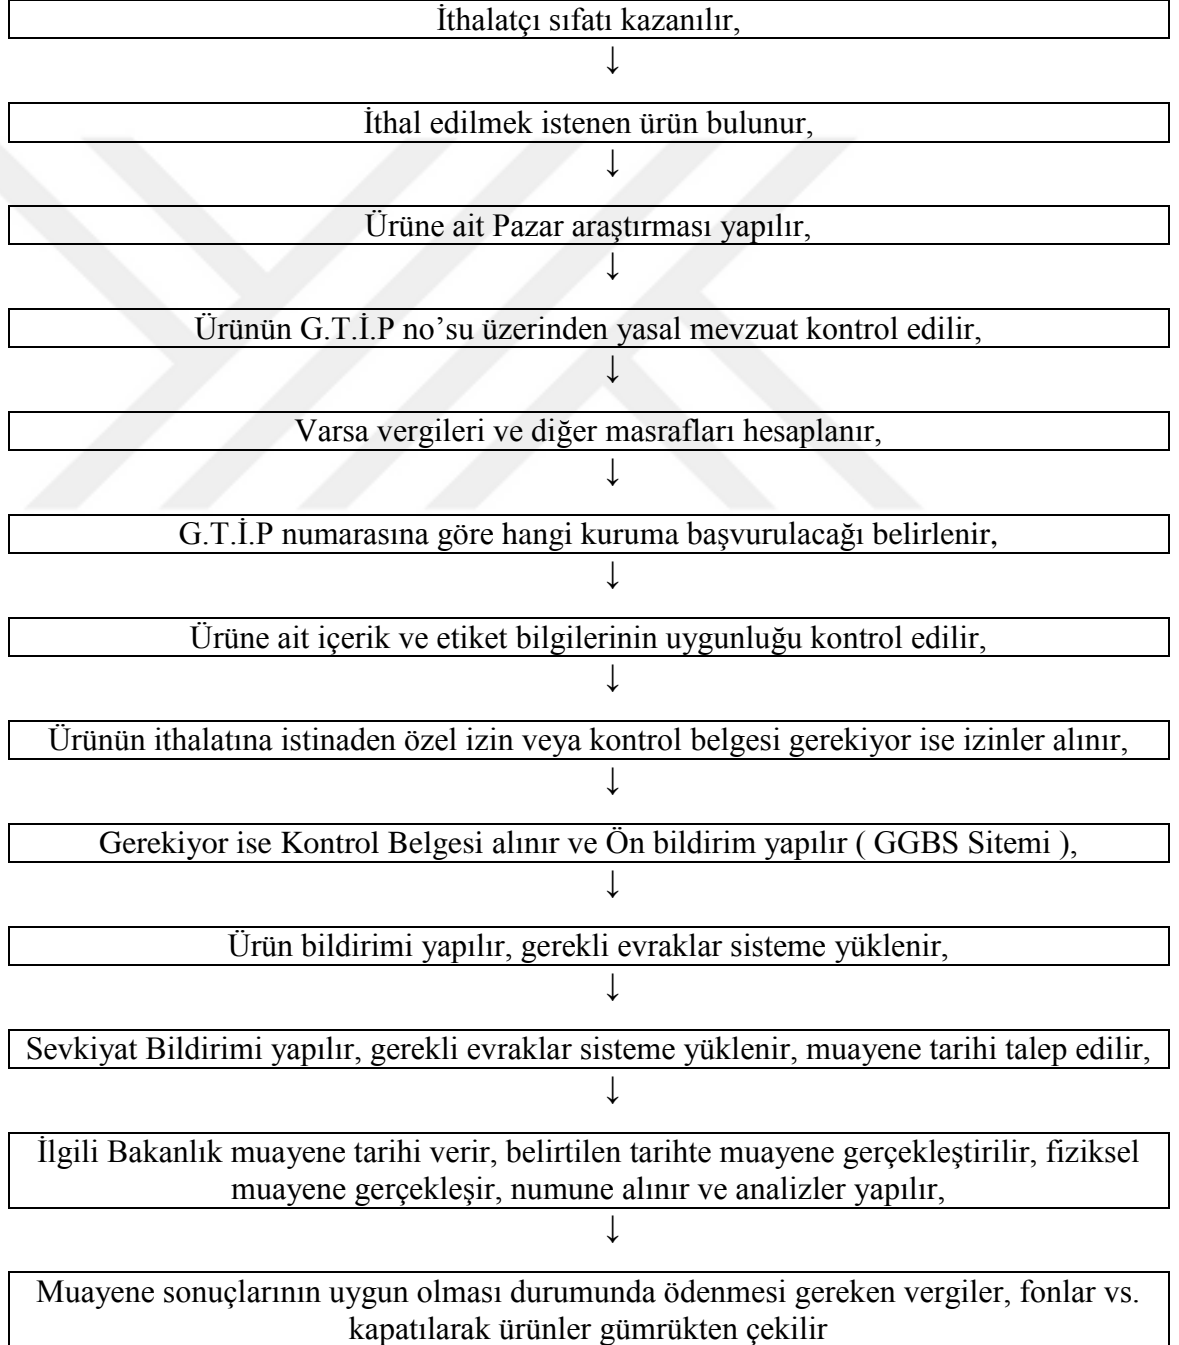 İthalatçı sıfatı kazanılır,
↓
İthal edilmek istenen ürün bulunur,
↓
Ürüne ait Pazar araştırması yapılır,
↓
Ürünün G.T.İ.P no’su üzerinden yasal mevzuat kontrol edilir,
↓
Varsa vergileri ve diğer masrafları hesaplanır,
↓
G.T.İ.P numarasına göre hangi kuruma başvurulacağı belirlenir,
↓
Ürüne ait içerik ve etiket bilgilerinin uygunluğu kontrol edilir,
↓
Ürünün ithalatına istinaden özel izin veya kontrol belgesi gerekiyor ise izinler alınır,
↓
Gerekiyor ise Kontrol Belgesi alınır ve Ön bildirim yapılır ( GGBS Sitemi ),
↓
Ürün bildirimi yapılır, gerekli evraklar sisteme yüklenir,
↓
Sevkiyat Bildirimi yapılır, gerekli evraklar sisteme yüklenir, muayene tarihi talep edilir,
↓
İlgili Bakanlık muayene tarihi verir, belirtilen tarihte muayene gerçekleştirilir, fiziksel
muayene gerçekleşir, numune alınır ve analizler yapılır,
↓
Muayene sonuçlarının uygun olması durumunda ödenmesi gereken vergiler, fonlar vs.
kapatılarak ürünler gümrükten çekilir